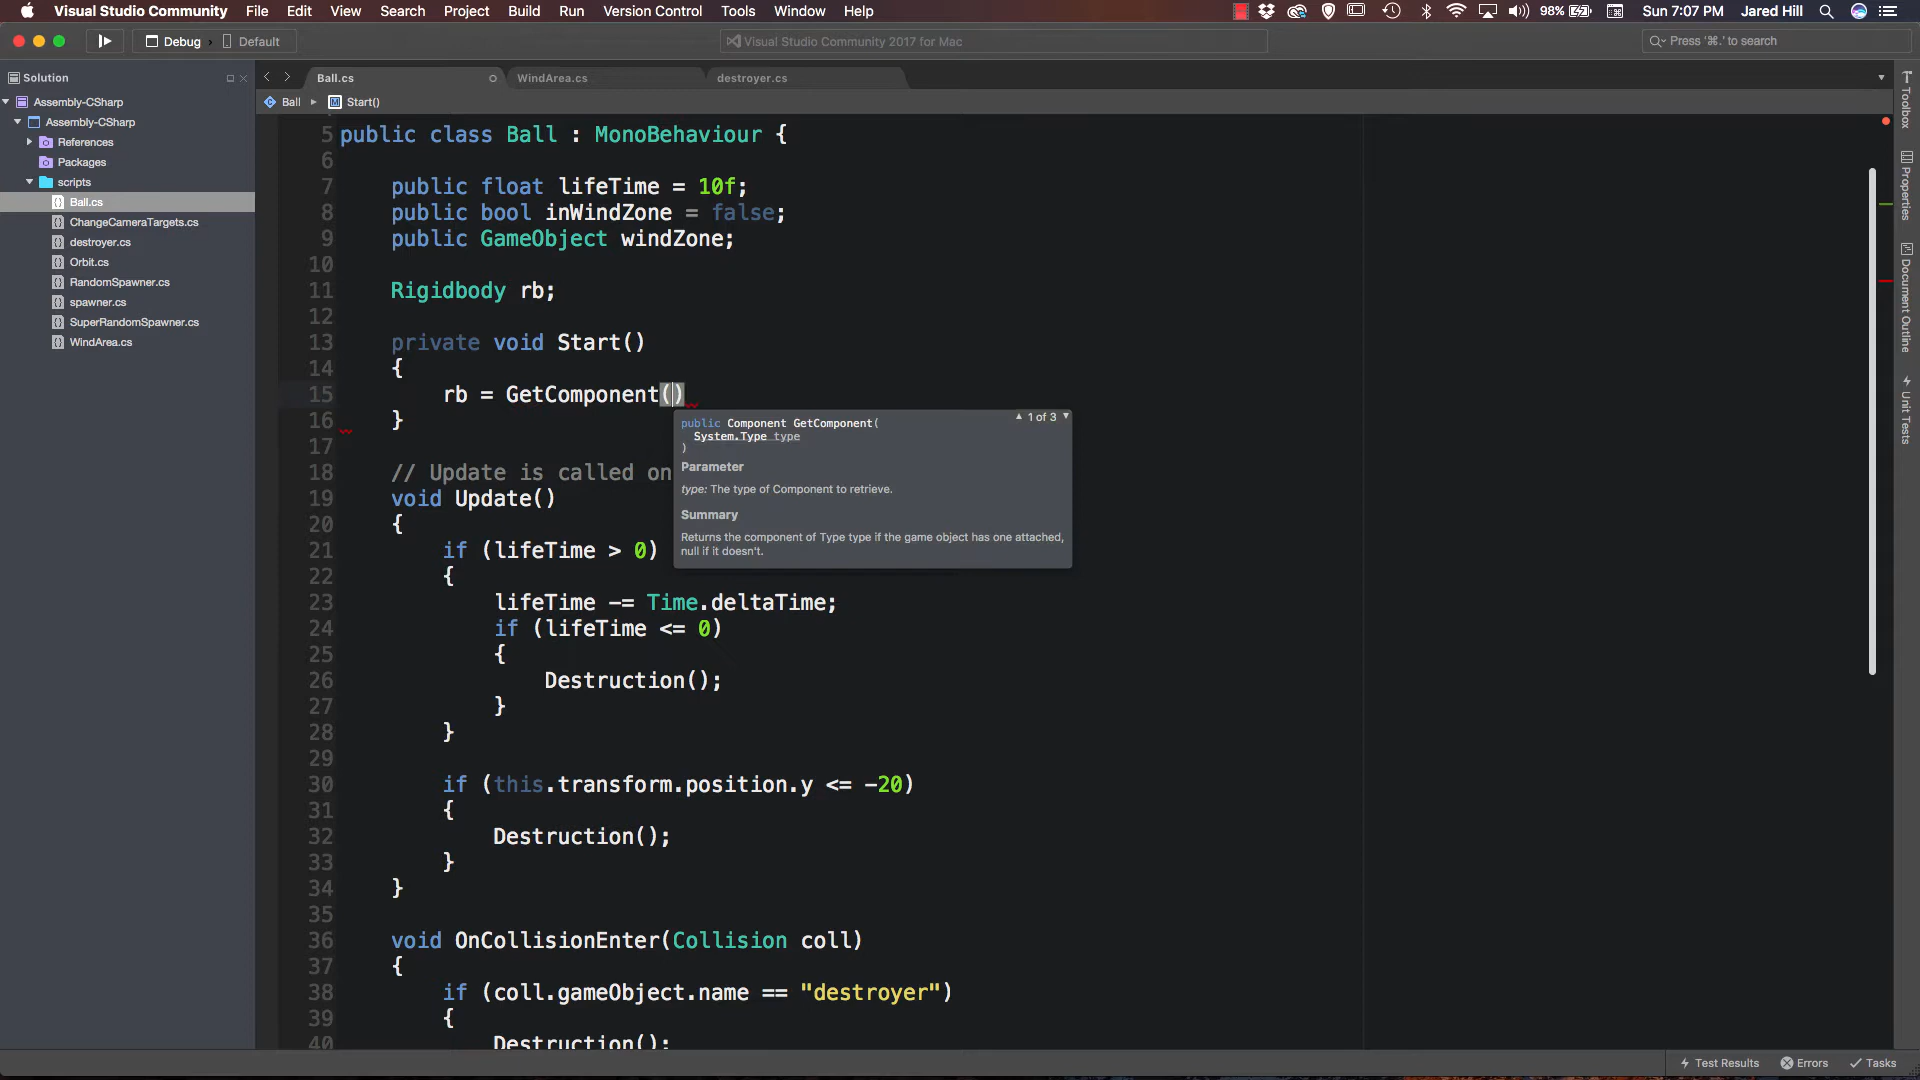 Visual Studio Community File Edit View Search Project Build Run Version Control Tools Window Help 98% Sun 7:07 PM Jared Hill
Debug Default Visual Studio Community 2017 for Mac Press '⌘.' to search
Solution
Assembly-CSharp
Assembly-CSharp
References
Packages
scripts
Ball.cs
ChangeCameraTargets.cs
destroyer.cs
Orbit.cs
RandomSpawner.cs
spawner.cs
SuperRandomSpawner.cs
WindArea.cs
Ball.cs WindArea.cs destroyer.cs
Ball Start()
5 public class Ball : MonoBehaviour {
6
7 public float lifeTime = 10f;
8 public bool inWindZone = false;
9 public GameObject windZone;
10
11 Rigidbody rb;
12
13 private void Start()
14 {
15 rb = GetComponent()
16 }
17
18 // Update is called on
19 void Update()
20 {
21 if (lifeTime > 0)
22 {
23 lifeTime -= Time.deltaTime;
24 if (lifeTime <= 0)
25 {
26 Destruction();
27 }
28 }
29
30 if (this.transform.position.y <= -20)
31 {
32 Destruction();
33 }
34 }
35
36 void OnCollisionEnter(Collision coll)
37 {
38 if (coll.gameObject.name == "destroyer")
39 {
40 Destruction();
public Component GetComponent( 1 of 3
System.Type type
)
Parameter
type: The type of Component to retrieve.
Summary
Returns the component of Type type if the game object has one attached,
null if it doesn't.
Toolbox
Properties
Document Outline
Unit Tests
Test Results Errors Tasks